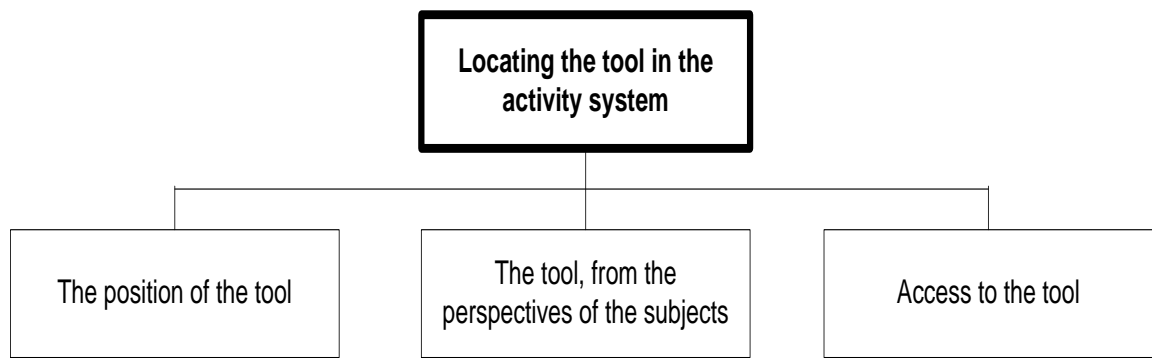 Locating the tool in the
activity system
The position of the tool
The tool, from the
perspectives of the subjects
Access to the tool